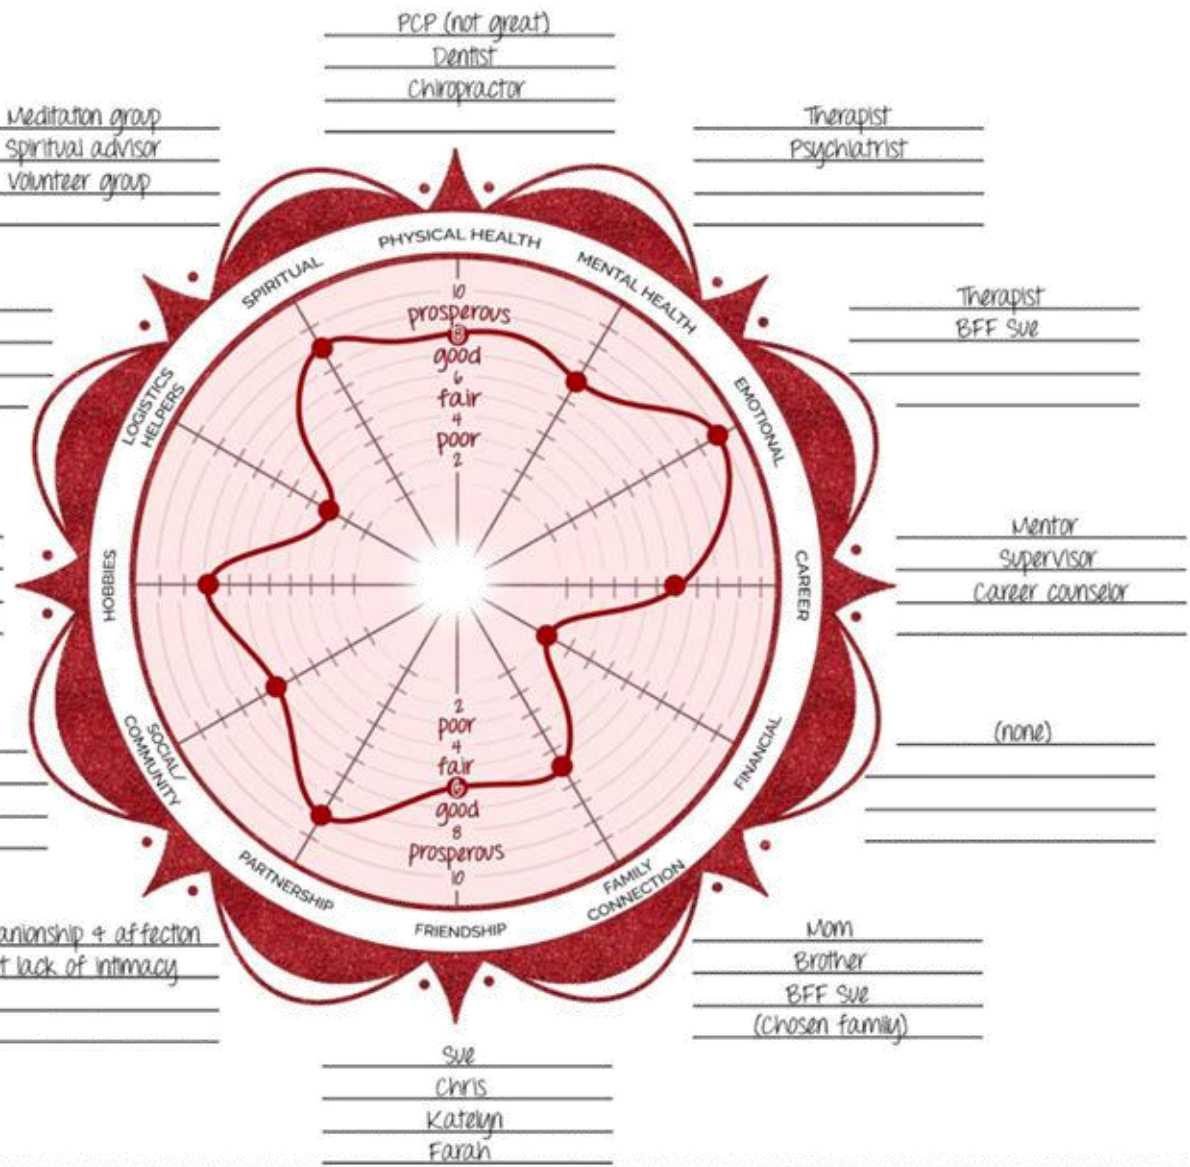 PCP (not great)
Dentist
Chiropractor
Meditation group
Spiritual advisor
Volunteer group
Therapist
Psychiatrist
PHYSICAL HEALTH
SPIRITUAL
MENTAL HEALTH
10
prosperous
8
good
6
fair
4
poor
2
Therapist
BFF Sue
EMOTIONAL
LOGISTICS
HELPERS
HOBBIES
CAREER
Mentor
Supervisor
Career counselor
2
poor
4
fair
6
good
8
prosperous
10
SOCIAL/
COMMUNITY
FINANCIAL
(none)
PARTNERSHIP
FRIENDSHIP
FAMILY
CONNECTION
& affection
lack of intimacy
Mom
Brother
BFF Sue
(Chosen family)
Sue
Chris
Katelyn
Farah